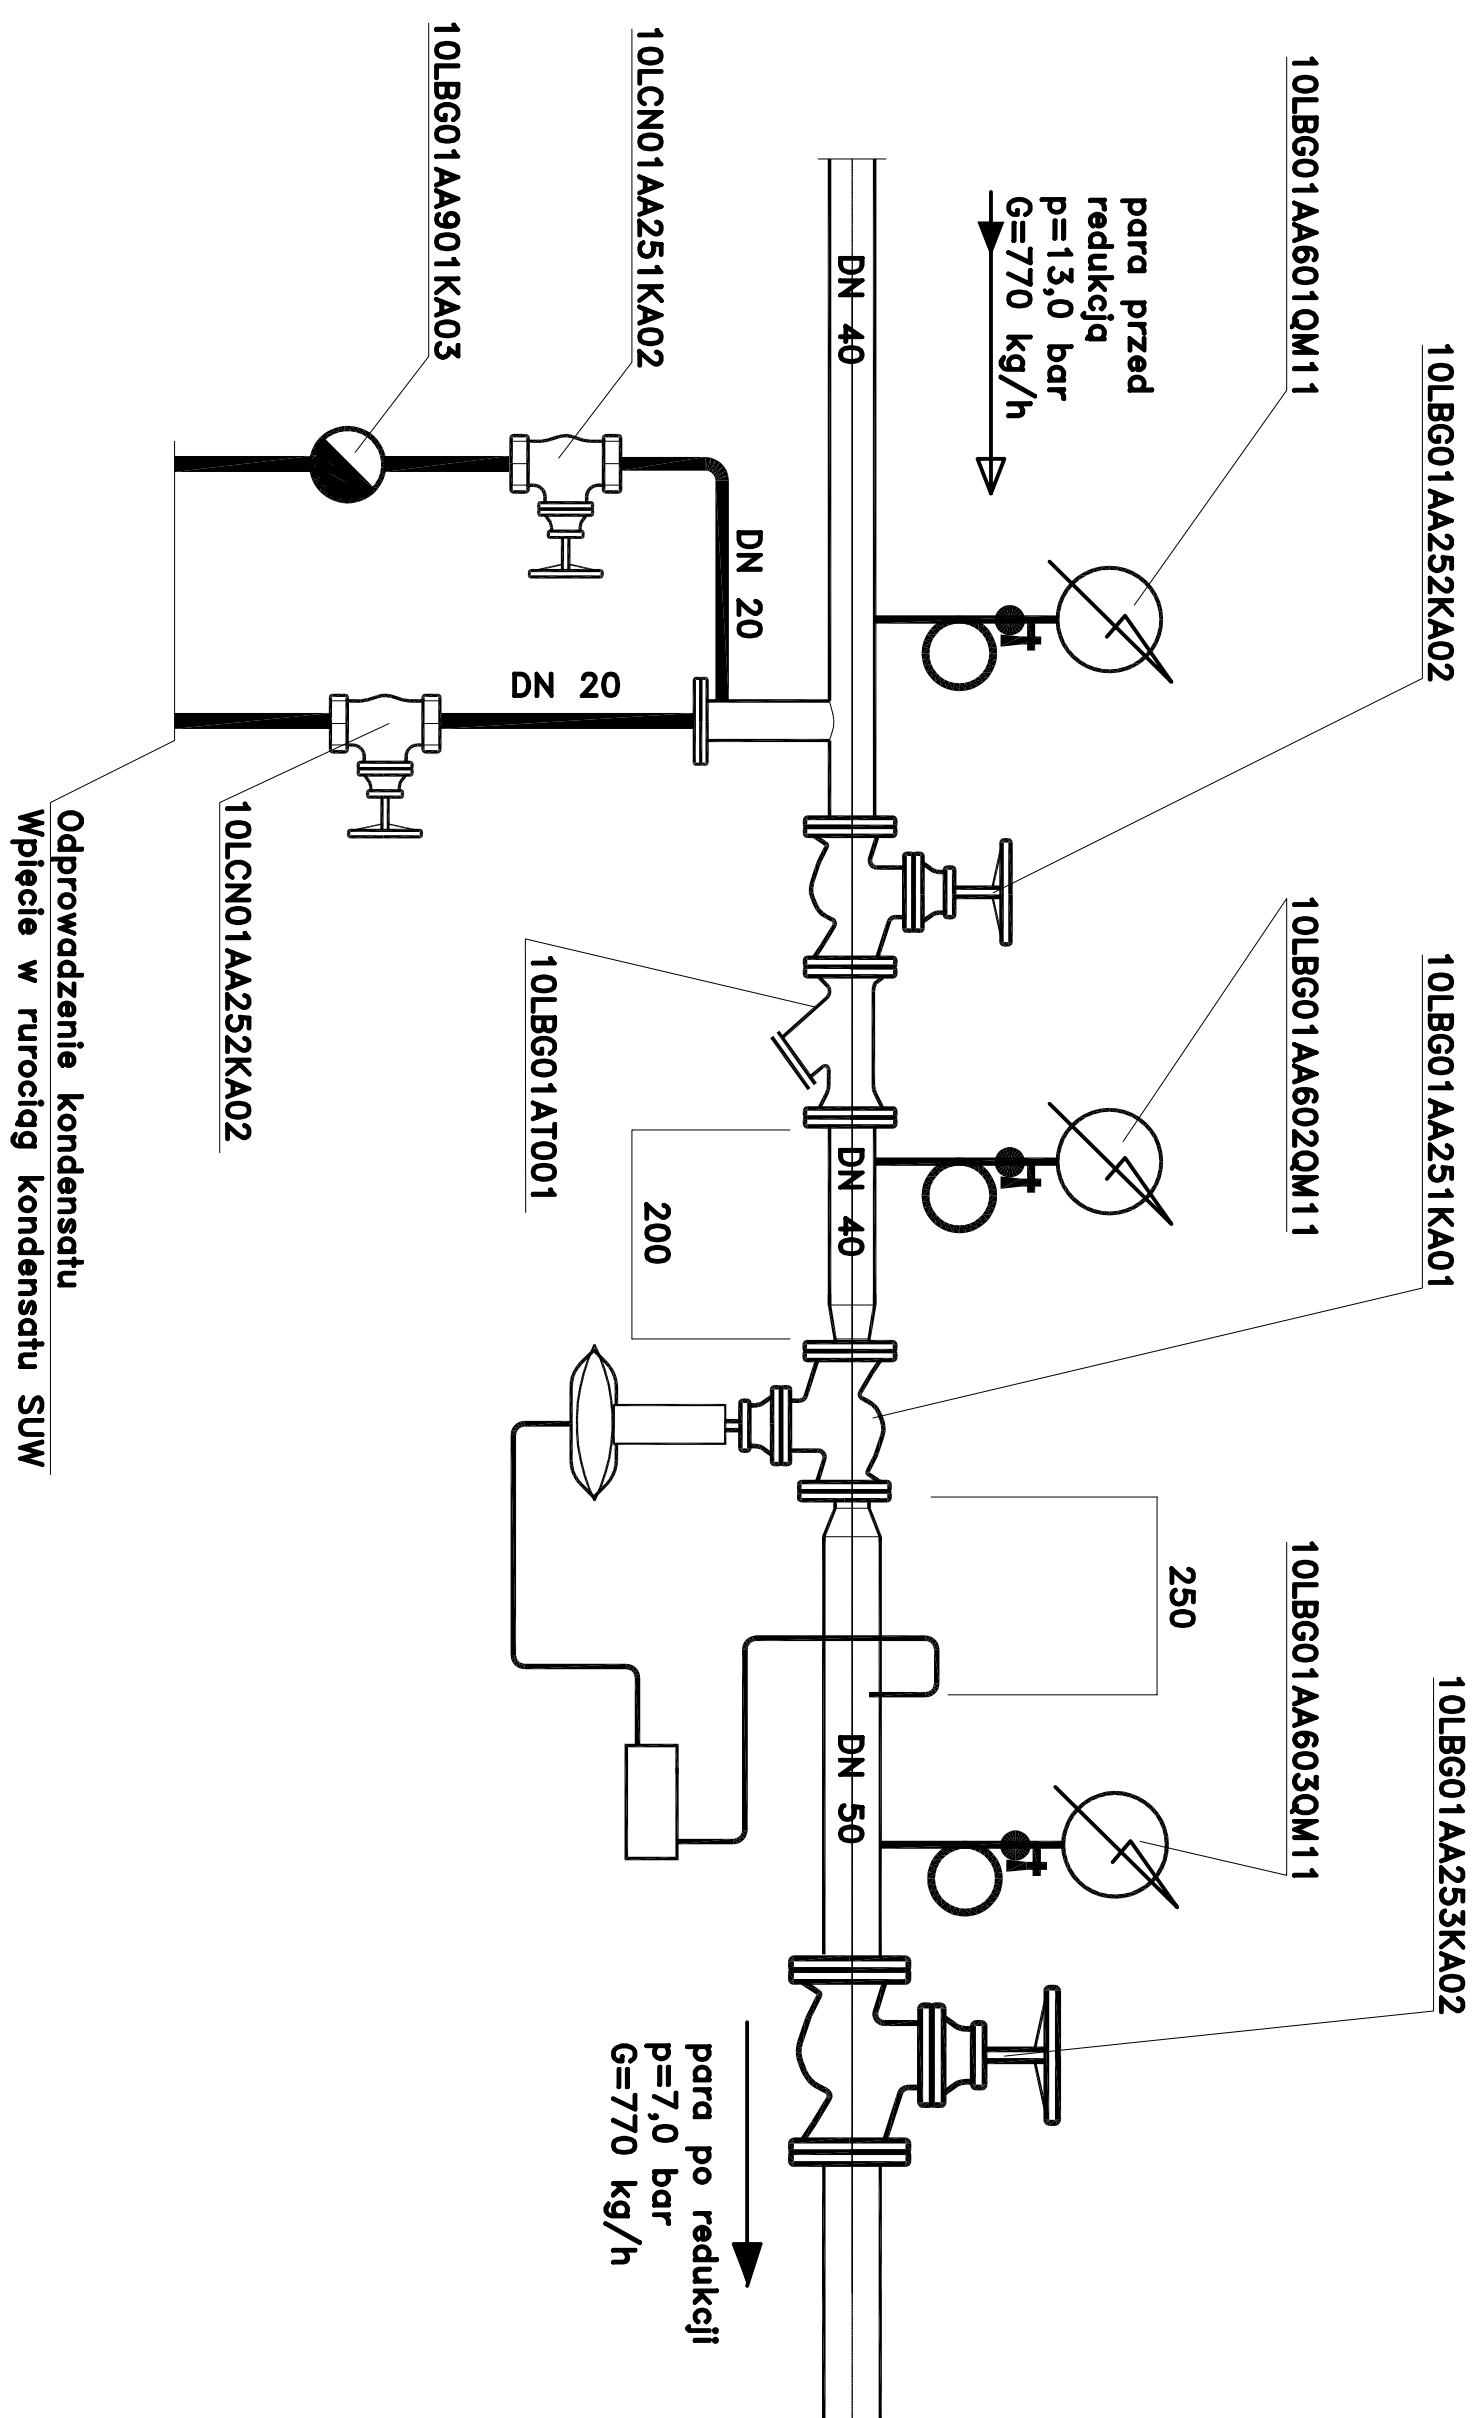 10LBG01AA252KA02
10LBG01AA251KA01
10LBG01AA253KA02
10LBG01AA601QM11
10LBG01AA602QM11
10LBG01AA603QM11
para przed
redukcją
p=13,0 bar
G=770 kg/h
250
DN 40
DN 40
DN 50
DN 20
DN 20
para po redukcji
p=7,0 bar
G=770 kg/h
10LCN01AA251KA02
200
10LBG01AT001
10LBG01AA901KA03
10LCN01AA252KA02
Odprowadzenie kondensatu
Wpięcie w rurociąg kondensatu SUW